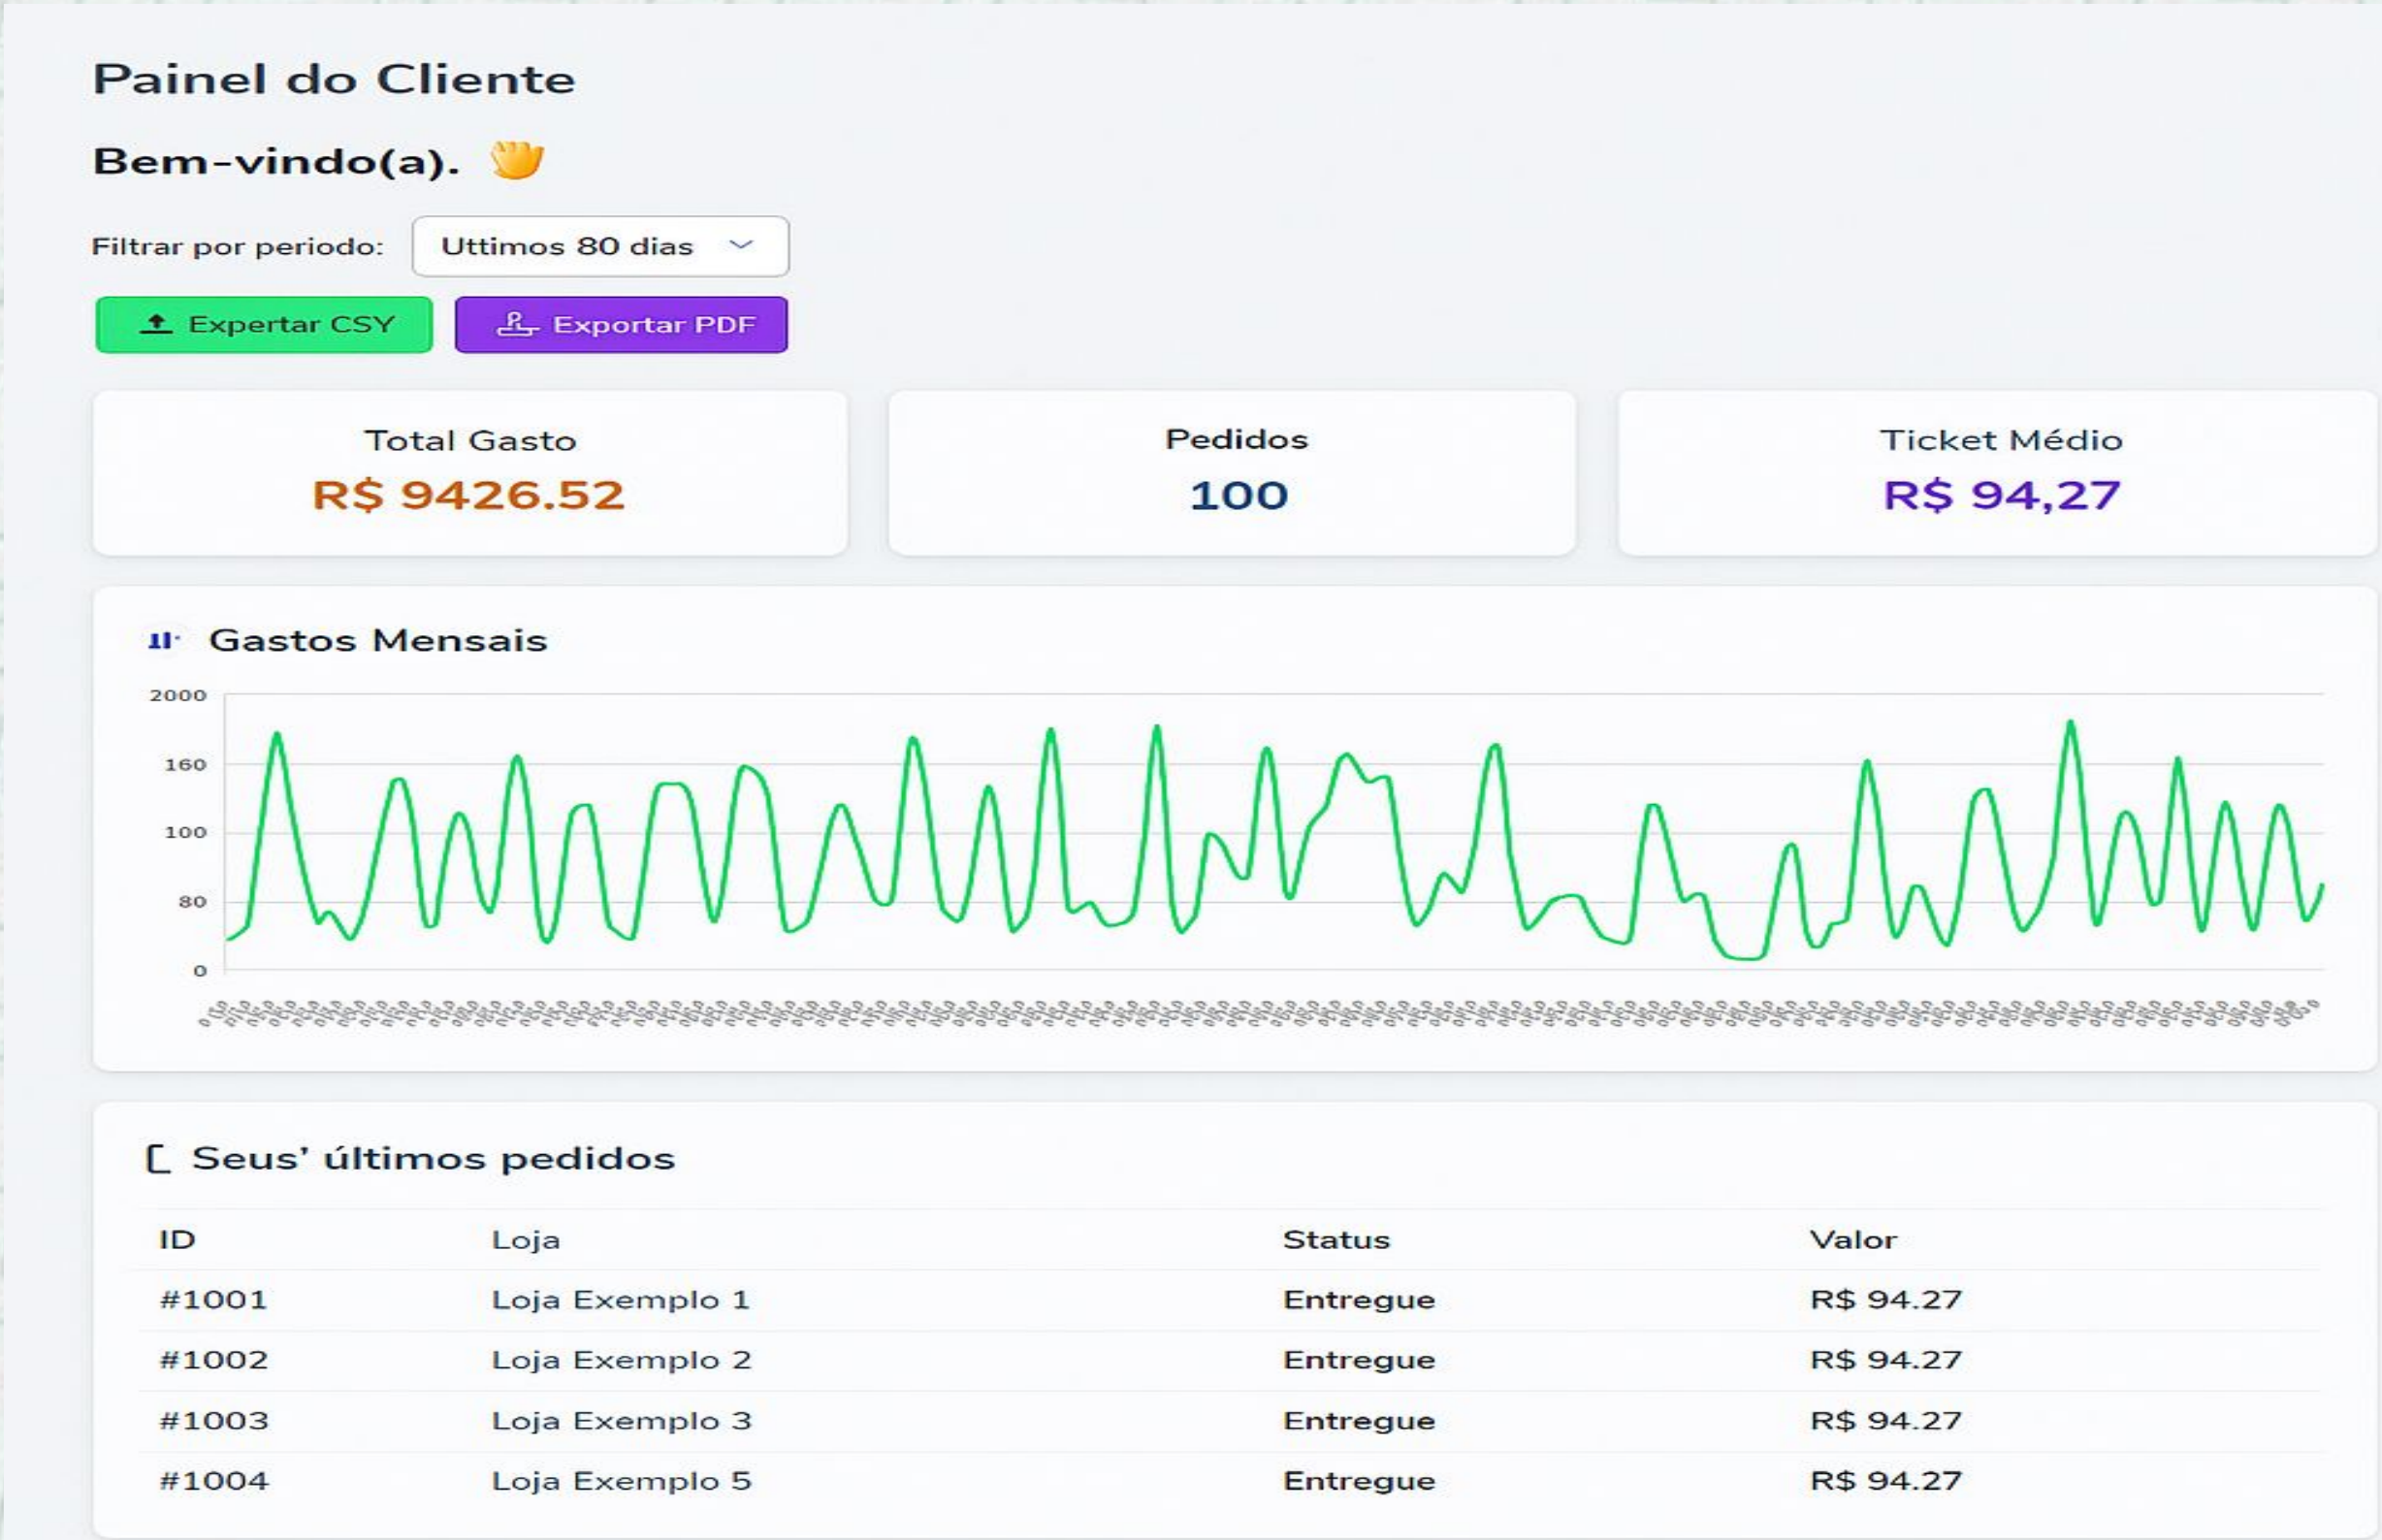 Painel do Cliente
Bem-vindo(a).
Filtrar por periodo: Uttimos 80 dias
Expertar CSY Exportar PDF
Total Gasto Pedidos Ticket Médio
R$ 9426.52 100 R$ 94,27
Gastos Mensais
2000
160
100
80
0
Seus’ últimos pedidos
ID Loja Status Valor
#1001 Loja Exemplo 1 Entregue R$ 94.27
#1002 Loja Exemplo 2 Entregue R$ 94.27
#1003 Loja Exemplo 3 Entregue R$ 94.27
#1004 Loja Exemplo 5 Entregue R$ 94.27